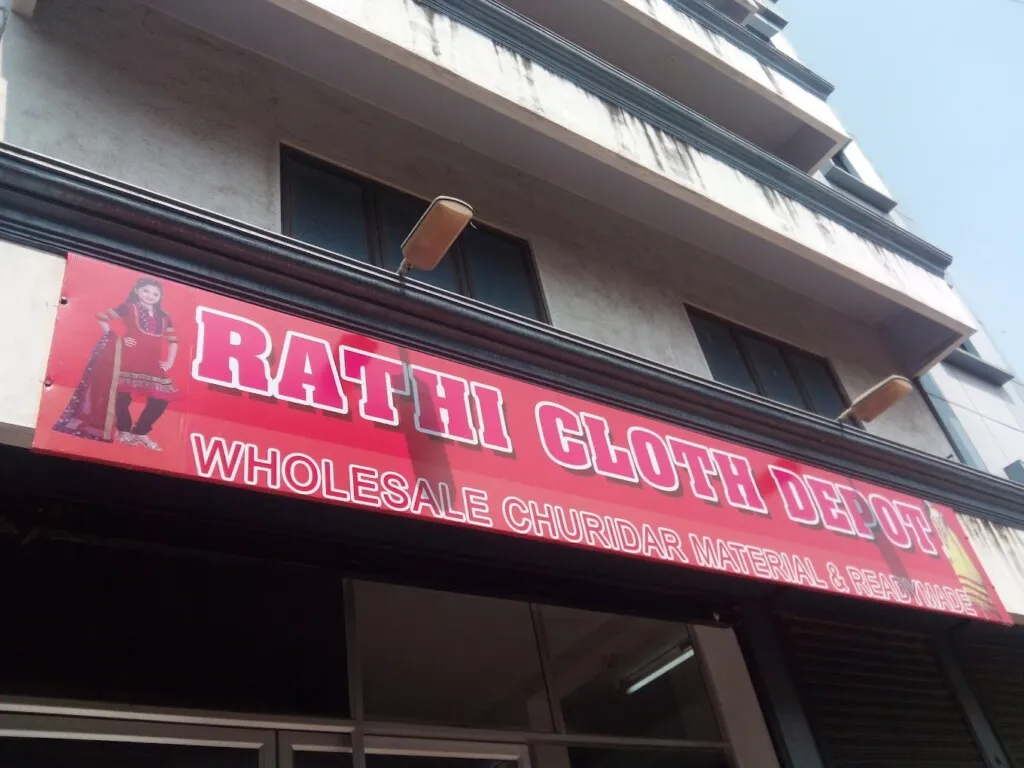 RATHI CLOTH DEPOT
WHOLESALE CHURIDAR MATERIAL & READYMADE